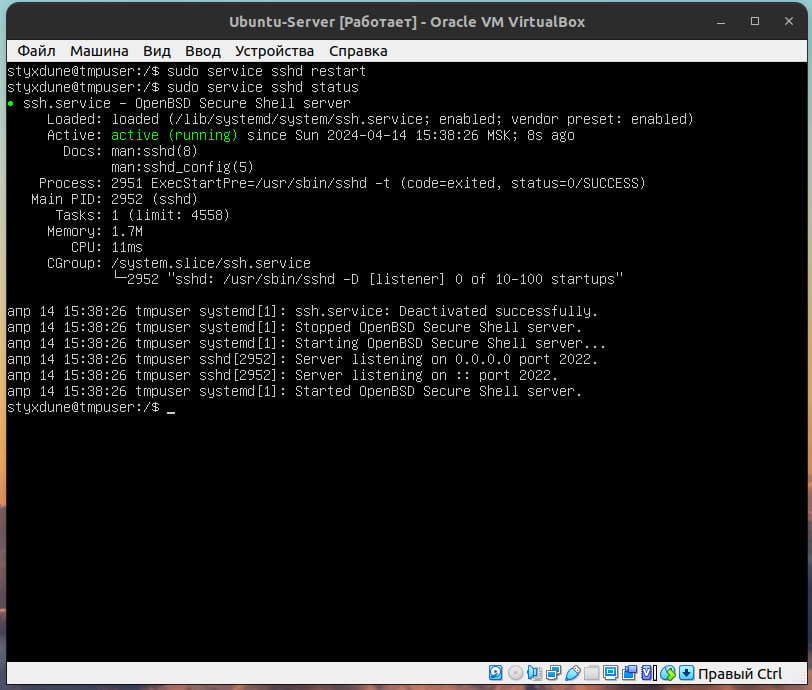 Ubuntu-Server [Работает] - Oracle VM VirtualBox
Файл Машина Вид Ввод Устройства Справка
styxdune@tmpuser:/$ sudo service sshd restart
styxdune@tmpuser:/$ sudo service sshd status
● ssh.service - OpenBSD Secure Shell server
Loaded: loaded (/lib/systemd/system/ssh.service; enabled; vendor preset: enabled)
Active: active (running) since Sun 2024-04-14 15:38:26 MSK; 8s ago
Docs: man:sshd(8)
man:sshd_config(5)
Process: 2951 ExecStartPre=/usr/sbin/sshd -t (code=exited, status=0/SUCCESS)
Main PID: 2952 (sshd)
Tasks: 1 (limit: 4558)
Memory: 1.7M
CPU: 11ms
CGroup: /system.slice/ssh.service
└─2952 "sshd: /usr/sbin/sshd -D [listener] 0 of 10-100 startups"
апр 14 15:38:26 tmpuser systemd[1]: ssh.service: Deactivated successfully.
апр 14 15:38:26 tmpuser systemd[1]: Stopped OpenBSD Secure Shell server.
апр 14 15:38:26 tmpuser systemd[1]: Starting OpenBSD Secure Shell server...
апр 14 15:38:26 tmpuser sshd[2952]: Server listening on 0.0.0.0 port 2022.
апр 14 15:38:26 tmpuser sshd[2952]: Server listening on :: port 2022.
апр 14 15:38:26 tmpuser systemd[1]: Started OpenBSD Secure Shell server.
styxdune@tmpuser:/$ _
Правый Ctrl